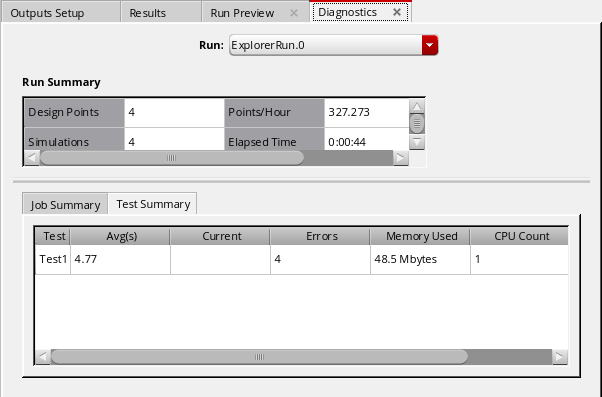 Outputs Setup Results Run Preview Diagnostics
Run: ExplorerRun.0
Run Summary
Design Points 4 Points/Hour 327.273
Simulations 4 Elapsed Time 0:00:44
Job Summary Test Summary
Test Avg(s) Current Errors Memory Used CPU Count
Test1 4.77 4 48.5 Mbytes 1